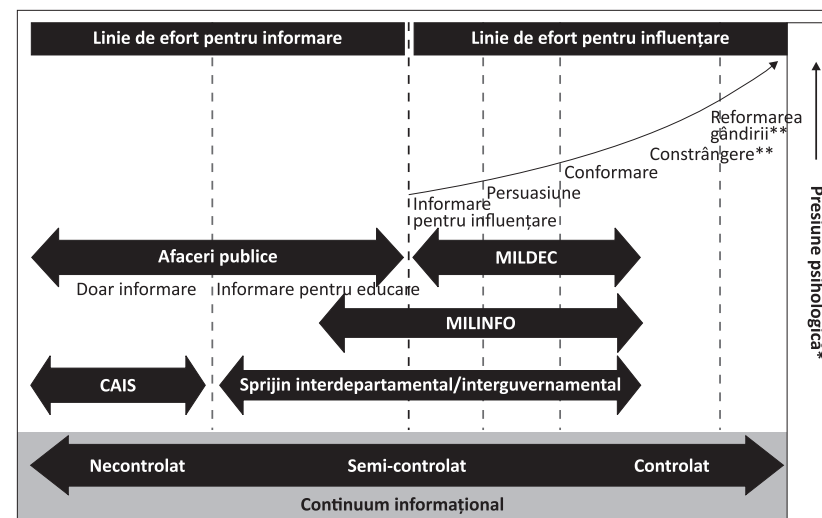 Linie de efort pentru informare
Linie de efort pentru influențare
Reformarea
gândirii**
Constrângere**
Conformare
Persuasiune
Informare
pentru influențare
Presiune psihologică*
Afaceri publice
MILDEC
Doar informare
Informare pentru educare
MILINFO
CAIS
Sprijin interdepartamental/interguvernamental
Necontrolat
Semi-controlat
Controlat
Continuum informațional